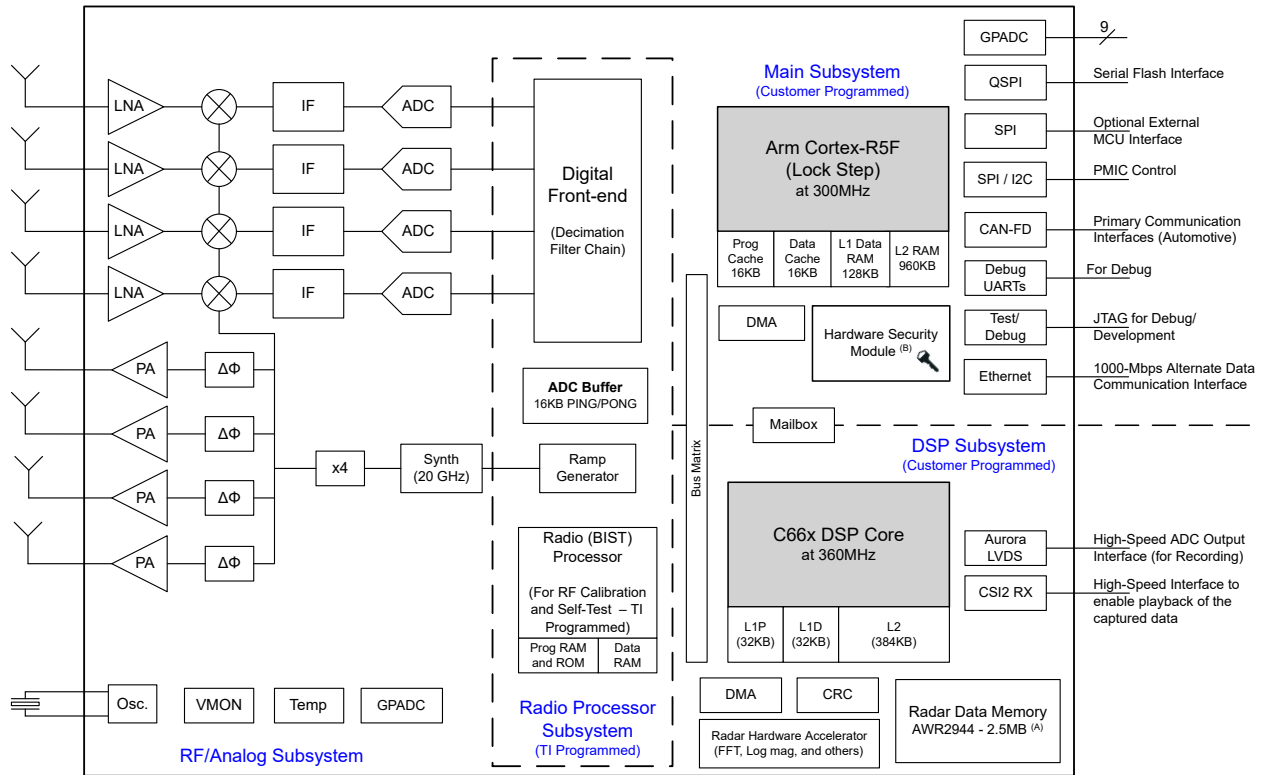 LNA
IF
ADC
LNA
IF
ADC
LNA
IF
ADC
LNA
IF
ADC
PA
ΔΦ
PA
ΔΦ
PA
ΔΦ
PA
ΔΦ
x4
Synth
(20 GHz)
Osc.
VMON
Temp
GPADC
RF/Analog Subsystem
Digital
Front-end
(Decimation
Filter Chain)
ADC Buffer
16KB PING/PONG
Ramp
Generator
Radio (BIST)
Processor
(For RF Calibration
and Self-Test – TI
Programmed)
Prog RAM
and ROM
Data
RAM
Radio Processor
Subsystem
(TI Programmed)
Bus Matrix
Main Subsystem
(Customer Programmed)
Arm Cortex-R5F
(Lock Step)
at 300MHz
Prog
Cache
16KB
Data
Cache
16KB
L1 Data
RAM
128KB
L2 RAM
960KB
DMA
Hardware Security
Module (B)
Mailbox
GPADC
9
QSPI
Serial Flash Interface
SPI
Optional External
MCU Interface
SPI / I2C
PMIC Control
CAN-FD
Primary Communication
Interfaces (Automotive)
Debug
UARTs
For Debug
Test/
Debug
JTAG for Debug/
Development
Ethernet
1000-Mbps Alternate Data
Communication Interface
DSP Subsystem
(Customer Programmed)
C66x DSP Core
at 360MHz
L1P
(32KB)
L1D
(32KB)
L2
(384KB)
Aurora
LVDS
High-Speed ADC Output
Interface (for Recording)
CSI2 RX
High-Speed Interface to
enable playback of the
captured data
DMA
CRC
Radar Hardware Accelerator
(FFT, Log mag, and others)
Radar Data Memory
AWR2944 - 2.5MB (A)